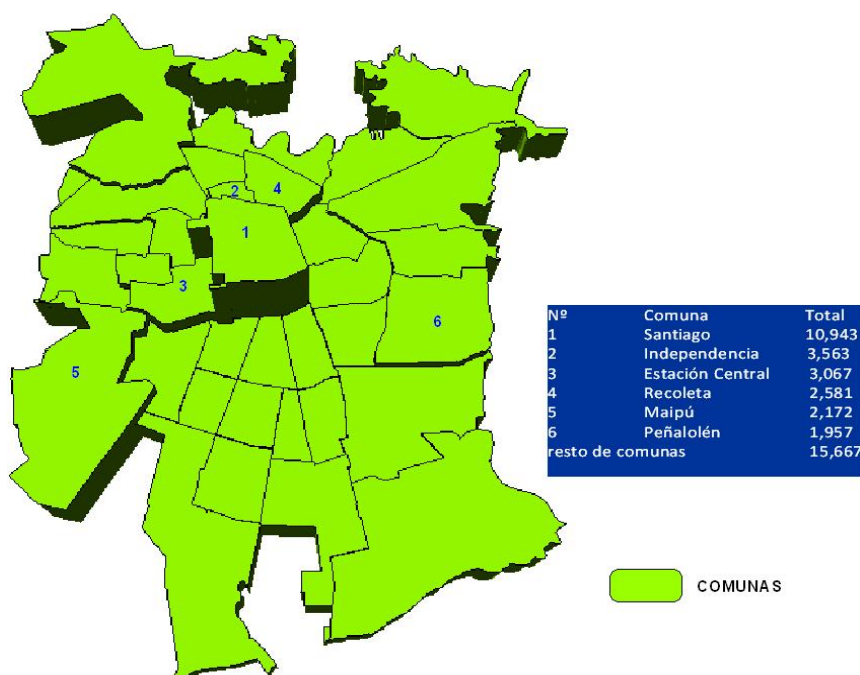 2
4
1
3
6
5
Nº Comuna Total
1 Santiago 10,943
2 Independencia 3,563
3 Estación Central 3,067
4 Recoleta 2,581
5 Maipú 2,172
6 Peñalolén 1,957
resto de comunas 15,667
COMUNAS